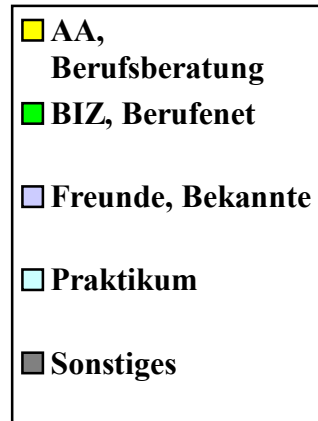 AA,
Berufsberatung
BIZ, Berufenet
Freunde, Bekannte
Praktikum
Sonstiges